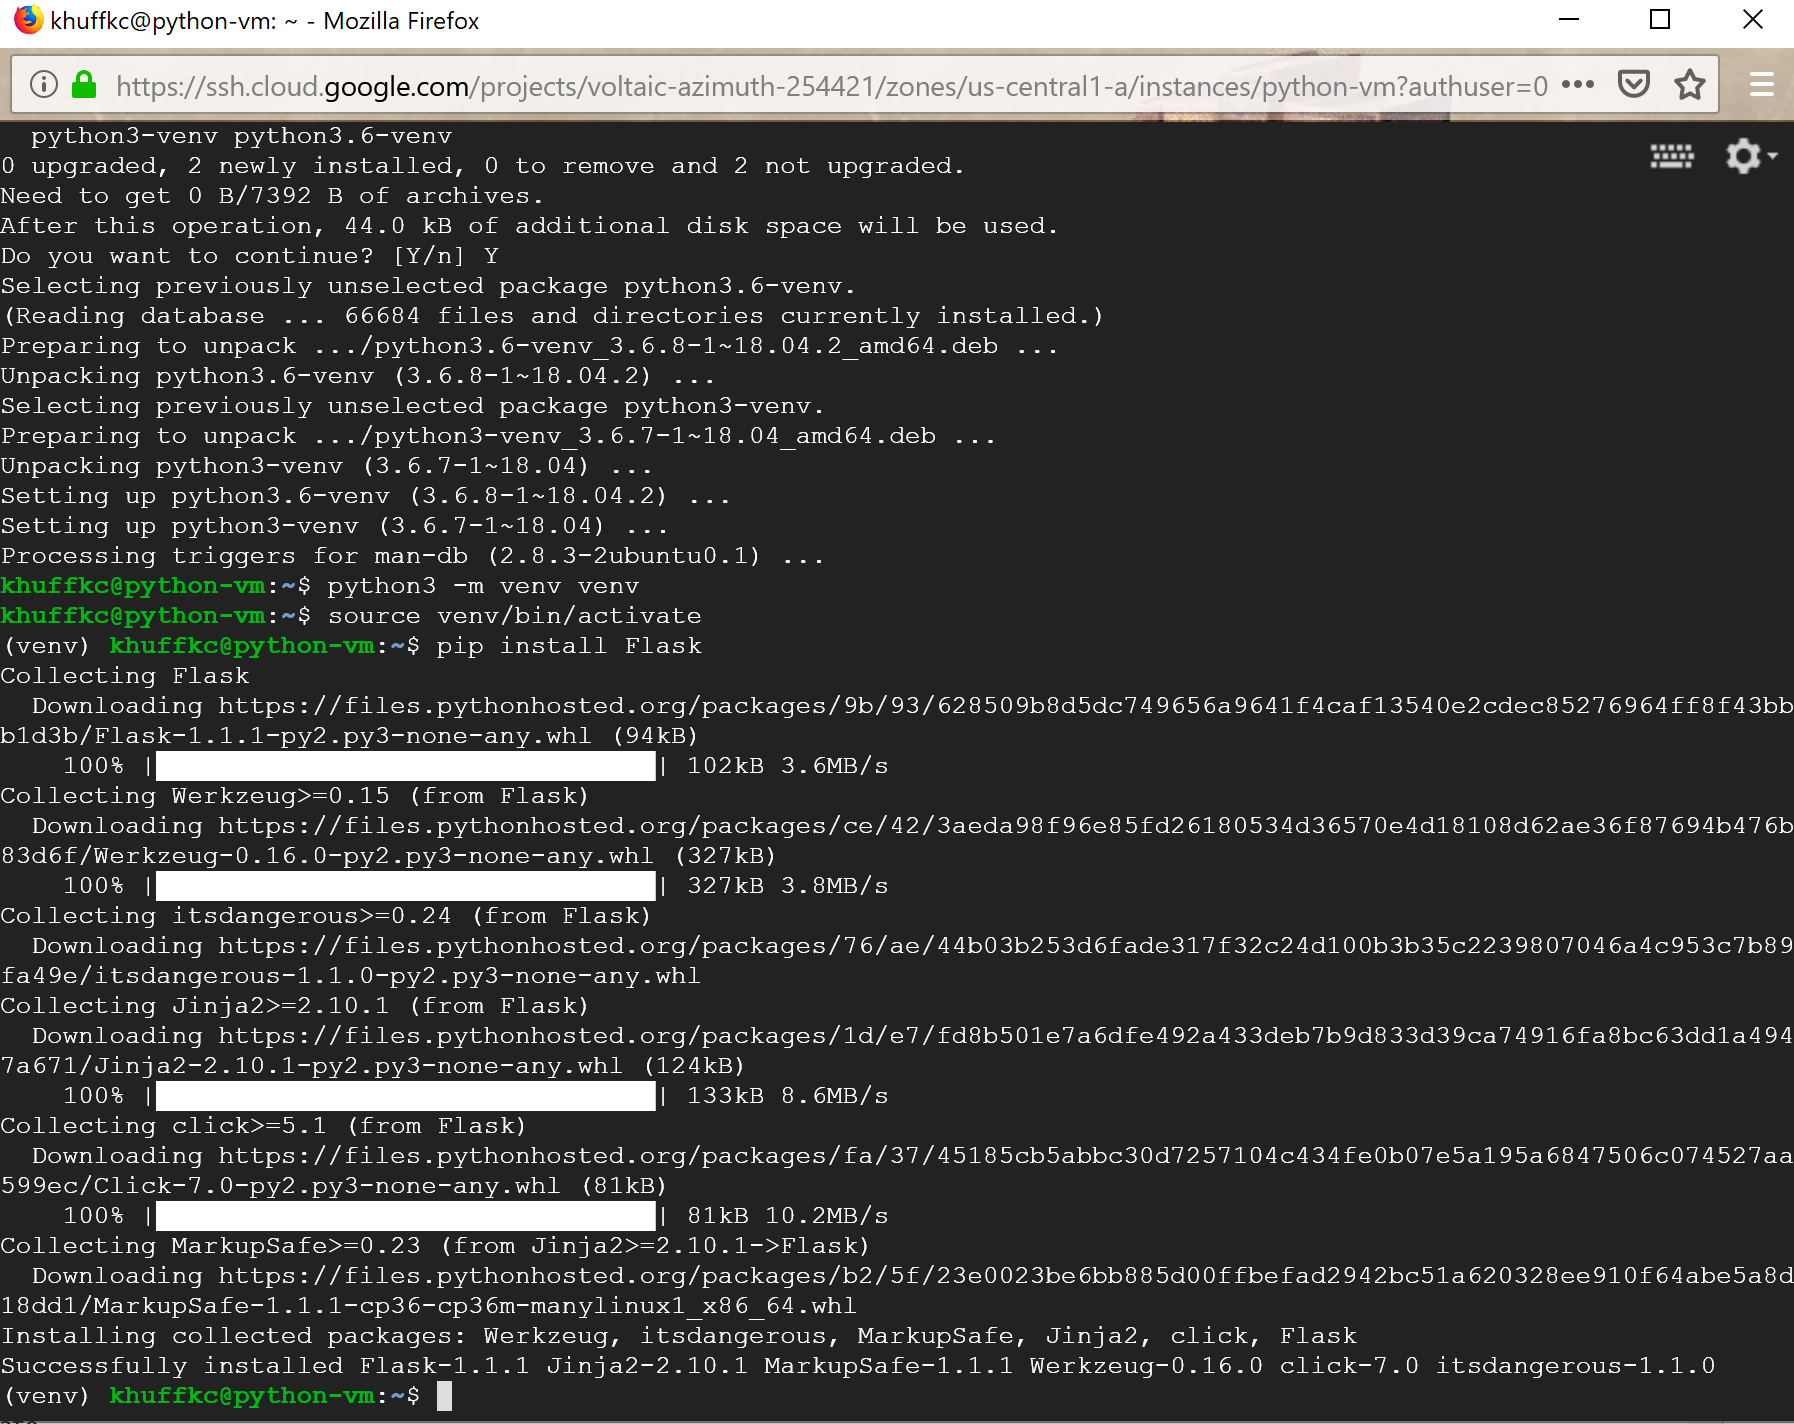 khuffkc@python-vm: ~ - Mozilla Firefox
https://ssh.cloud.google.com/projects/voltaic-azimuth-254421/zones/us-central1-a/instances/python-vm?authuser=0
  python3-venv python3.6-venv
0 upgraded, 2 newly installed, 0 to remove and 2 not upgraded.
Need to get 0 B/7392 B of archives.
After this operation, 44.0 kB of additional disk space will be used.
Do you want to continue? [Y/n] Y
Selecting previously unselected package python3.6-venv.
(Reading database ... 66684 files and directories currently installed.)
Preparing to unpack .../python3.6-venv_3.6.8-1~18.04.2_amd64.deb ...
Unpacking python3.6-venv (3.6.8-1~18.04.2) ...
Selecting previously unselected package python3-venv.
Preparing to unpack .../python3-venv_3.6.7-1~18.04_amd64.deb ...
Unpacking python3-venv (3.6.7-1~18.04) ...
Setting up python3.6-venv (3.6.8-1~18.04.2) ...
Setting up python3-venv (3.6.7-1~18.04) ...
Processing triggers for man-db (2.8.3-2ubuntu0.1) ...
khuffkc@python-vm:~$ python3 -m venv venv
khuffkc@python-vm:~$ source venv/bin/activate
(venv) khuffkc@python-vm:~$ pip install Flask
Collecting Flask
  Downloading https://files.pythonhosted.org/packages/9b/93/628509b8d5dc749656a9641f4caf13540e2cdec85276964ff8f43bb
b1d3b/Flask-1.1.1-py2.py3-none-any.whl (94kB)
    100% || 102kB 3.6MB/s
Collecting Werkzeug>=0.15 (from Flask)
  Downloading https://files.pythonhosted.org/packages/ce/42/3aeda98f96e85fd26180534d36570e4d18108d62ae36f87694b476b
83d6f/Werkzeug-0.16.0-py2.py3-none-any.whl (327kB)
    100% || 327kB 3.8MB/s
Collecting itsdangerous>=0.24 (from Flask)
  Downloading https://files.pythonhosted.org/packages/76/ae/44b03b253d6fade317f32c24d100b3b35c2239807046a4c953c7b89
fa49e/itsdangerous-1.1.0-py2.py3-none-any.whl
Collecting Jinja2>=2.10.1 (from Flask)
  Downloading https://files.pythonhosted.org/packages/1d/e7/fd8b501e7a6dfe492a433deb7b9d833d39ca74916fa8bc63dd1a494
7a671/Jinja2-2.10.1-py2.py3-none-any.whl (124kB)
    100% || 133kB 8.6MB/s
Collecting click>=5.1 (from Flask)
  Downloading https://files.pythonhosted.org/packages/fa/37/45185cb5abbc30d7257104c434fe0b07e5a195a6847506c074527aa
599ec/Click-7.0-py2.py3-none-any.whl (81kB)
    100% || 81kB 10.2MB/s
Collecting MarkupSafe>=0.23 (from Jinja2>=2.10.1->Flask)
  Downloading https://files.pythonhosted.org/packages/b2/5f/23e0023be6bb885d00ffbefad2942bc51a620328ee910f64abe5a8d
18dd1/MarkupSafe-1.1.1-cp36-cp36m-manylinux1_x86_64.whl
Installing collected packages: Werkzeug, itsdangerous, MarkupSafe, Jinja2, click, Flask
Successfully installed Flask-1.1.1 Jinja2-2.10.1 MarkupSafe-1.1.1 Werkzeug-0.16.0 click-7.0 itsdangerous-1.1.0
(venv) khuffkc@python-vm:~$